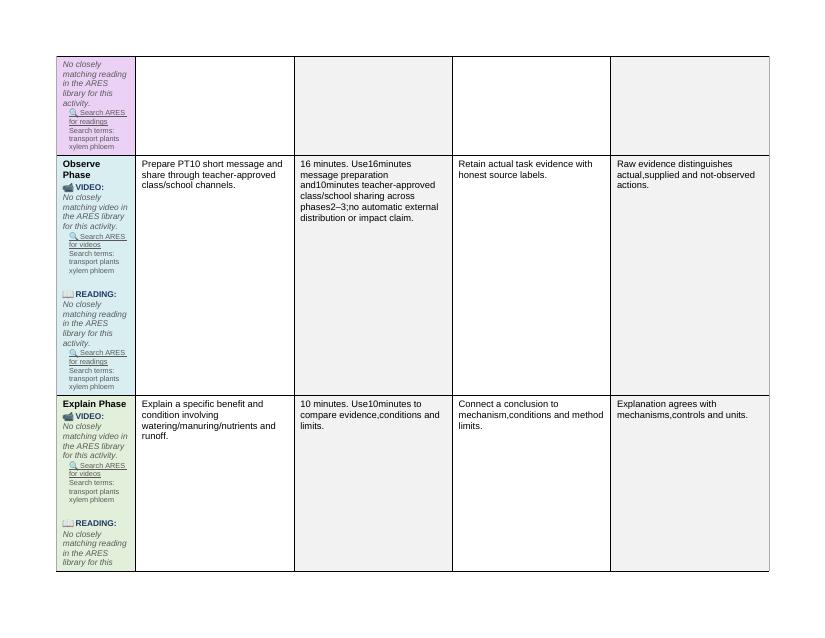 No closely
matching reading
in the ARES
library for this
activity.
🔍 Search ARES
for readings
Search terms:
transport plants
xylem phloem
Observe
Phase
📹 VIDEO:
No closely
matching video in
the ARES library
for this activity.
🔍 Search ARES
for videos
Search terms:
transport plants
xylem phloem
📖 READING:
No closely
matching reading
in the ARES
library for this
activity.
🔍 Search ARES
for readings
Search terms:
transport plants
xylem phloem
Prepare PT10 short message and
share through teacher-approved
class/school channels.
16 minutes. Use16minutes
message preparation
and10minutes teacher-approved
class/school sharing across
phases2–3;no automatic external
distribution or impact claim.
Retain actual task evidence with
honest source labels.
Raw evidence distinguishes
actual,supplied and not-observed
actions.
Explain Phase
📹 VIDEO:
No closely
matching video in
the ARES library
for this activity.
🔍 Search ARES
for videos
Search terms:
transport plants
xylem phloem
📖 READING:
No closely
matching reading
in the ARES
library for this
Explain a specific benefit and
condition involving
watering/manuring/nutrients and
runoff.
10 minutes. Use10minutes to
compare evidence,conditions and
limits.
Connect a conclusion to
mechanism,conditions and method
limits.
Explanation agrees with
mechanisms,controls and units.